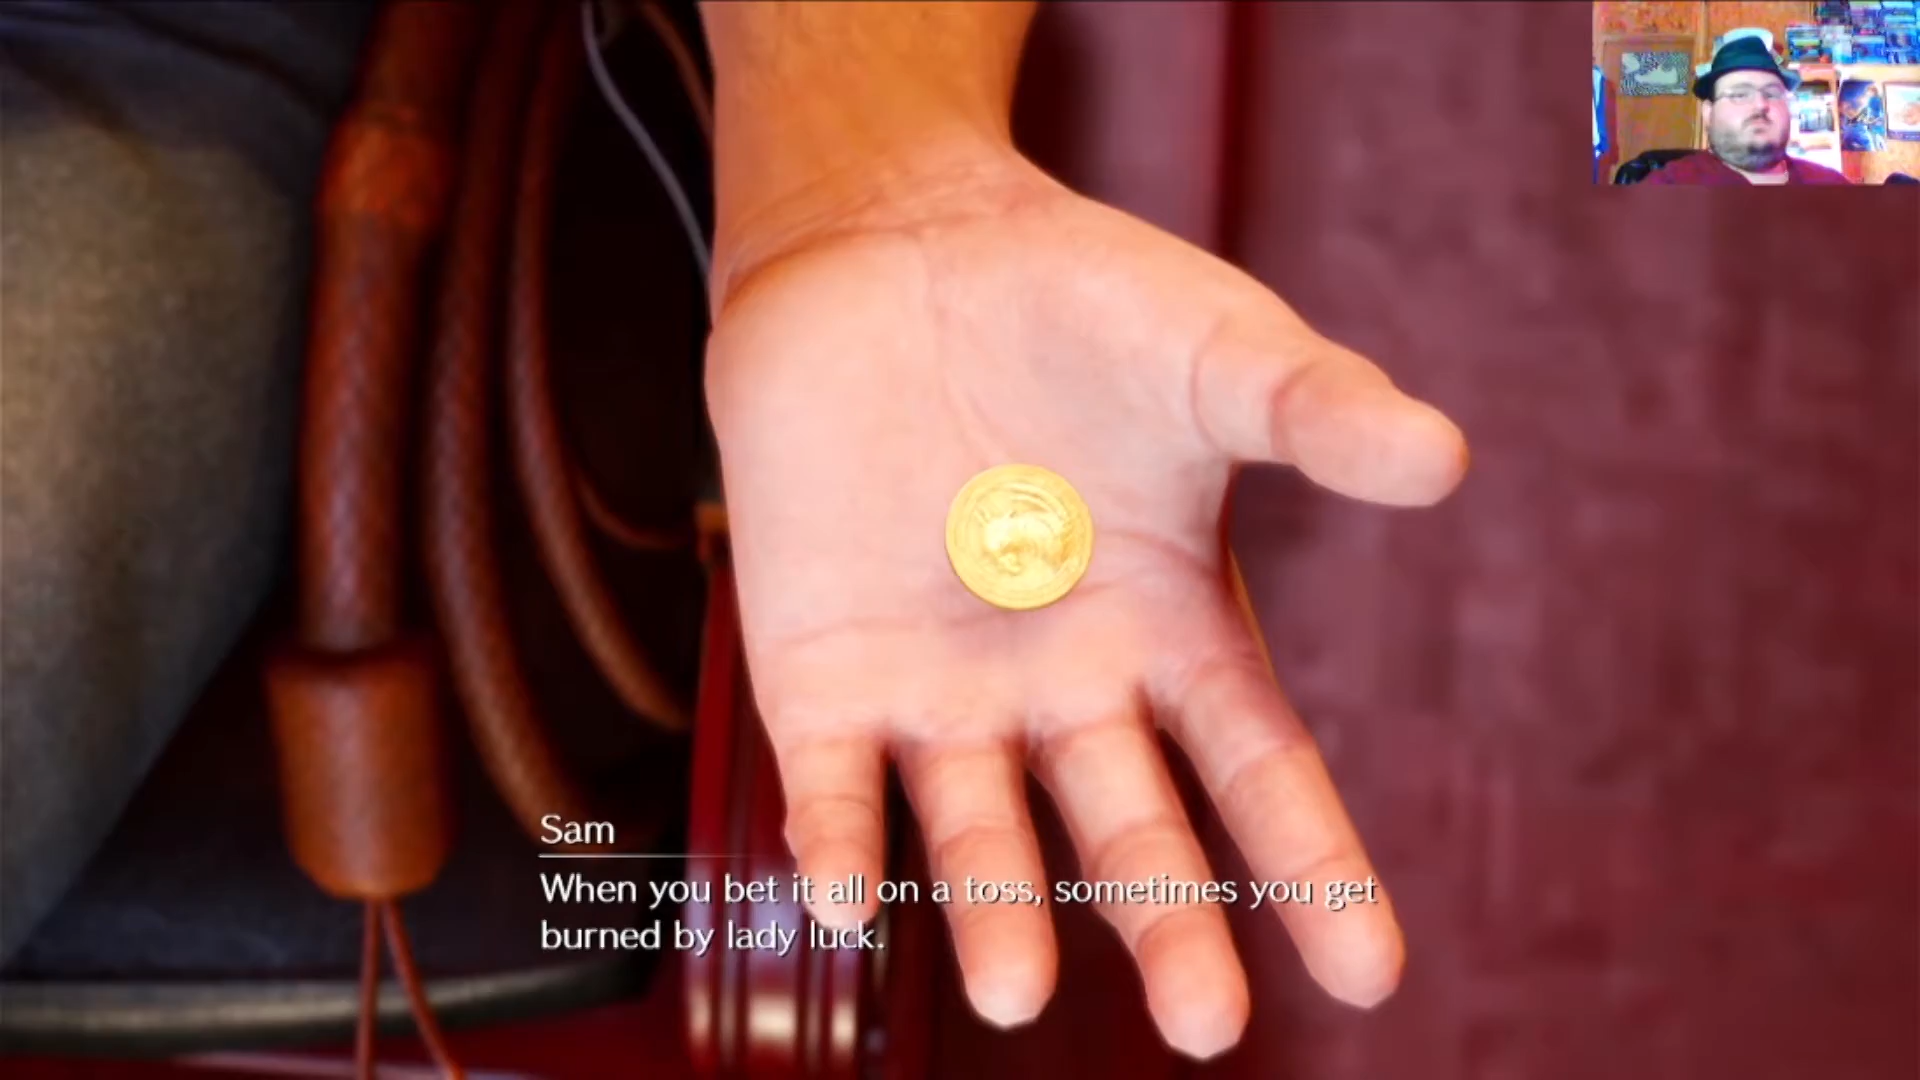 Sam
When you bet it all on a toss, sometimes you get
burned by lady luck.